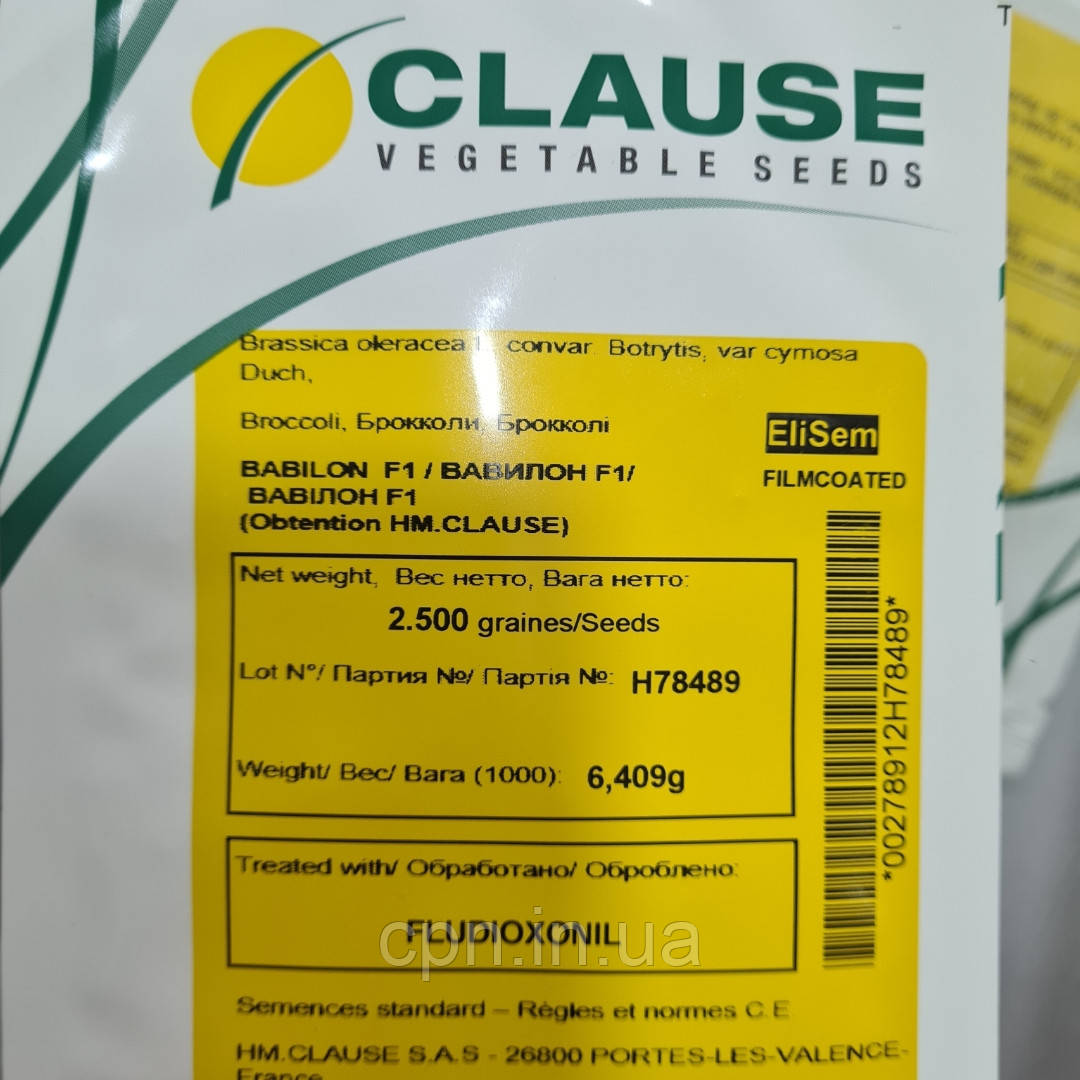 CLAUSE
VEGETABLE SEEDS
T
Brassica oleracea L. convar. Botrytis, var cymosa
Duch,
Broccoli, Брокколи, Брокколі
EliSem
FILMCOATED
BABILON F1 / ВАВИЛОН F1/
ВАВІЛОН F1
(Obtention HM.CLAUSE)
Net weight, Вес нетто, Вага нетто:
2.500 graines/Seeds
Lot N°/ Партия №/ Партія №: H78489
Weight/ Вес/ Вага (1000): 6,409g
*00278912H78489*
Treated with/ Обработано/ Оброблено:
FLUDIOXONIL
cpn.in.ua
Semences standard – Règles et normes C.E
HM.CLAUSE S.A.S - 26800 PORTES-LES-VALENCE-
France